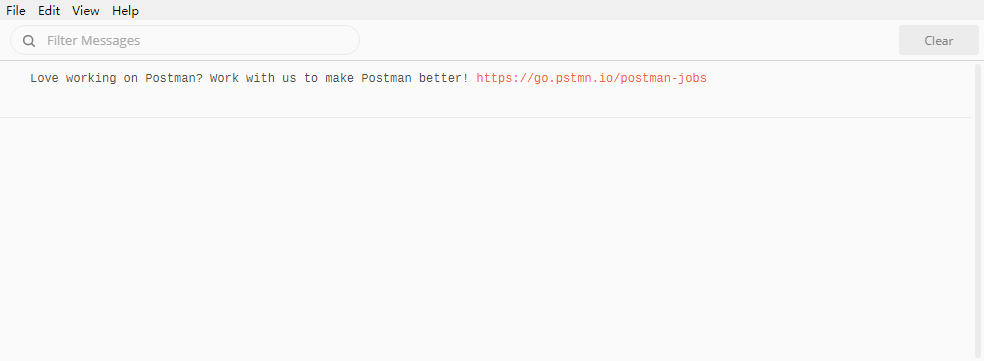 File Edit View Help
Filter Messages Clear
Love working on Postman? Work with us to make Postman better! https://go.pstmn.io/postman-jobs